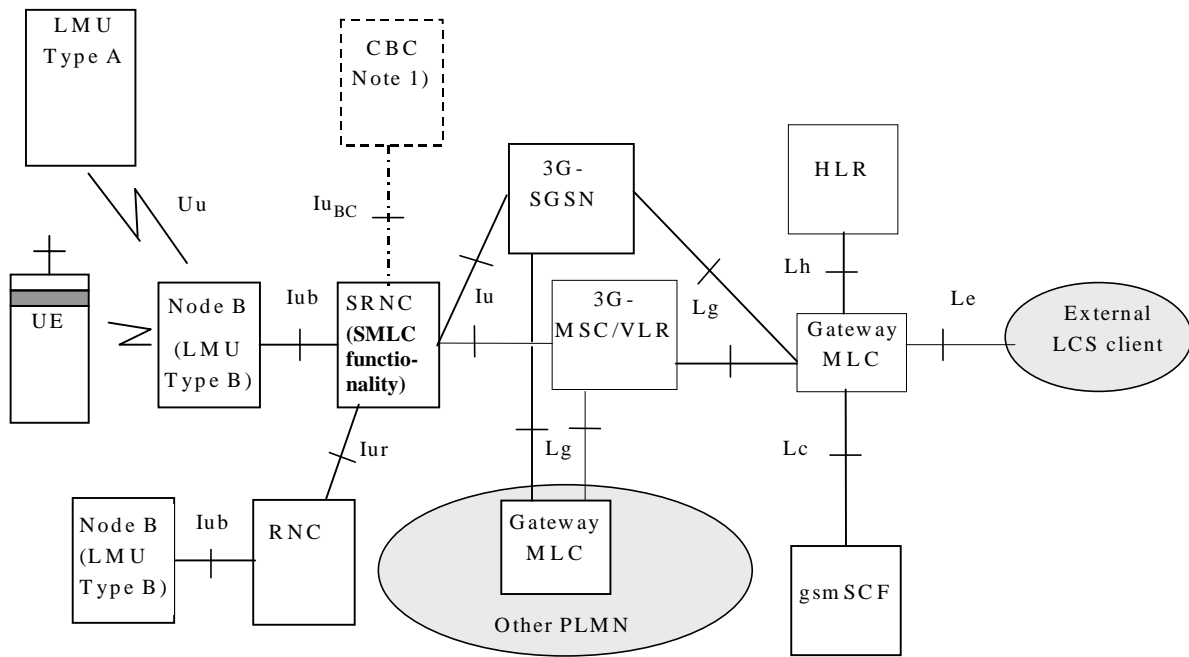 LMU
Type A
CBC
Note 1)
3G-
SGSN
HLR
Uu
IuBC
Lh
Iu
Lg
Le
UE
Node B
(LMU
Type B)
Iub
SRNC
(SMLC
functio-
nality)
3G-
MSC/VLR
Gateway
MLC
External
LCS client
Iur
Lg
Lc
Node B
(LMU
Type B)
Iub
RNC
Gateway
MLC
gsmSCF
Other PLMN